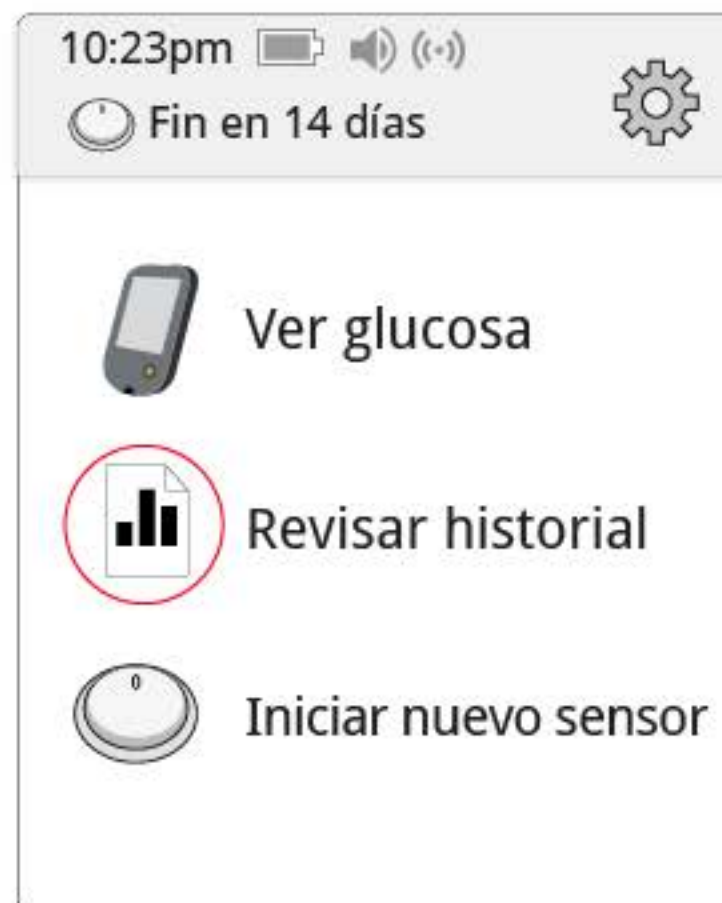 10:23pm
Fin en 14 días
Ver glucosa
Revisar historial
Iniciar nuevo sensor